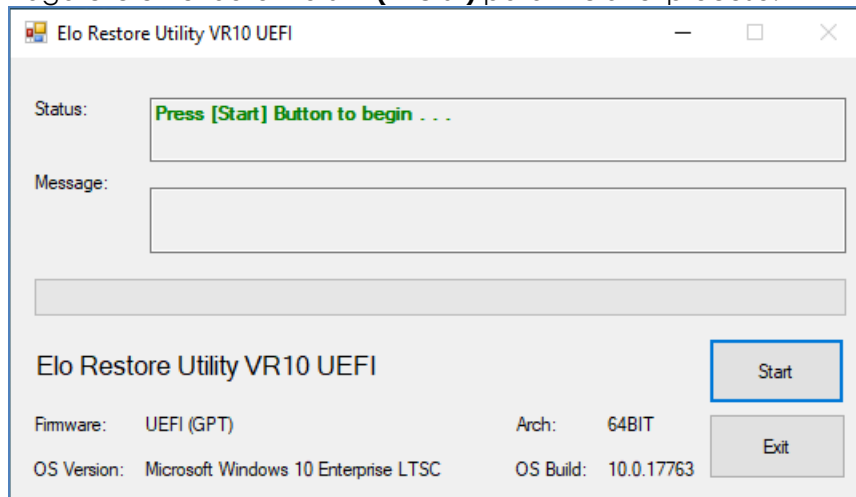 Elo Restore Utility VR10 UEFI
Status: Press [Start] Button to begin . . .
Message:
Elo Restore Utility VR10 UEFI
Start
Firmware: UEFI (GPT) Arch: 64BIT
Exit
OS Version: Microsoft Windows 10 Enterprise LTSC OS Build: 10.0.17763